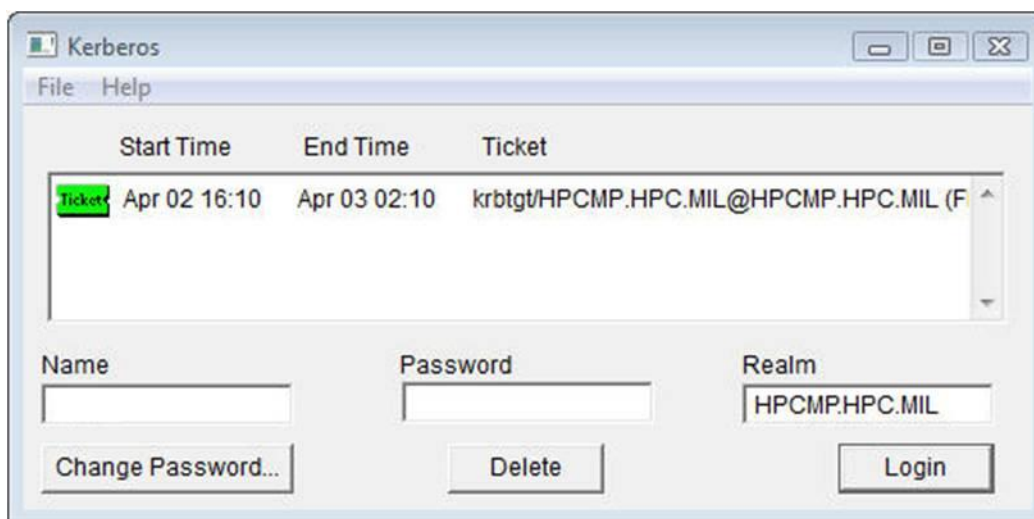 Kerberos
File Help
Start Time End Time Ticket
Ticket Apr 02 16:10 Apr 03 02:10 krbtgt/HPCMP.HPC.MIL@HPCMP.HPC.MIL (F
Name Password Realm
HPCMP.HPC.MIL
Change Password... Delete Login